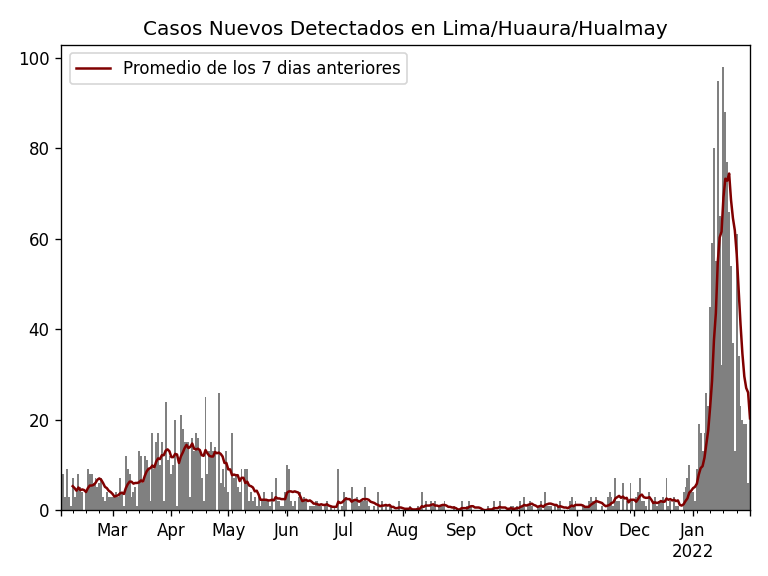 Casos Nuevos Detectados en Lima/Huaura/Hualmay
Promedio de los 7 dias anteriores
100
80
60
40
20
0
Mar Apr May Jun Jul Aug Sep Oct Nov Dec Jan
2022